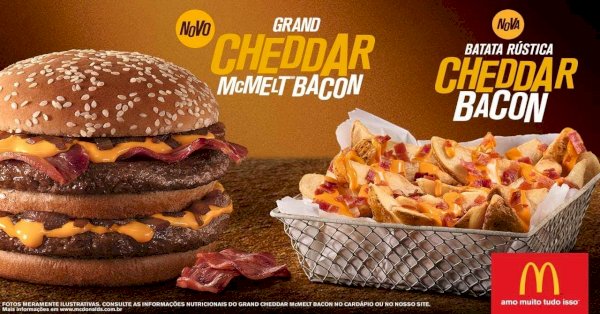 NOVO
GRAND
CHEDDAR
McMELT BACON
NOVA
BATATA RÚSTICA
CHEDDAR
BACON
amo muito tudo isso™
FOTOS MERAMENTE ILUSTRATIVAS. CONSULTE AS INFORMAÇÕES NUTRICIONAIS DO GRAND CHEDDAR McMELT BACON NO CARDÁPIO OU NO NOSSO SITE.
Mais informações em www.mcdonalds.com.br